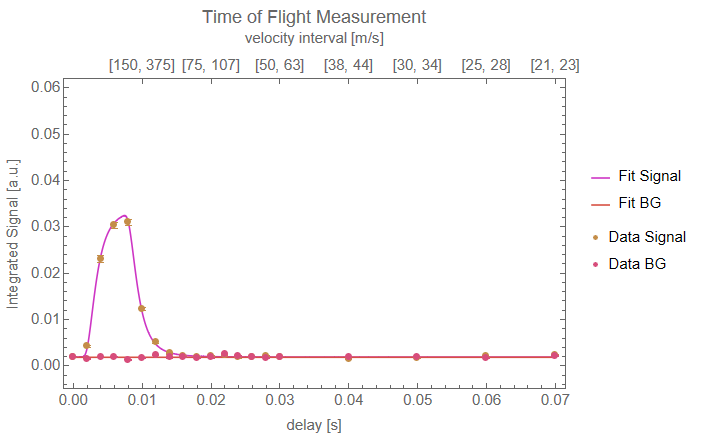 Time of Flight Measurement
velocity interval [m/s]
[150, 375] [75, 107] [50, 63] [38, 44] [30, 34] [25, 28] [21, 23]
0.06
0.05
0.04
0.03
0.02
0.01
0.00
Integrated Signal [a.u.]
0.00 0.01 0.02 0.03 0.04 0.05 0.06 0.07
delay [s]
Fit Signal
Fit BG
Data Signal
Data BG